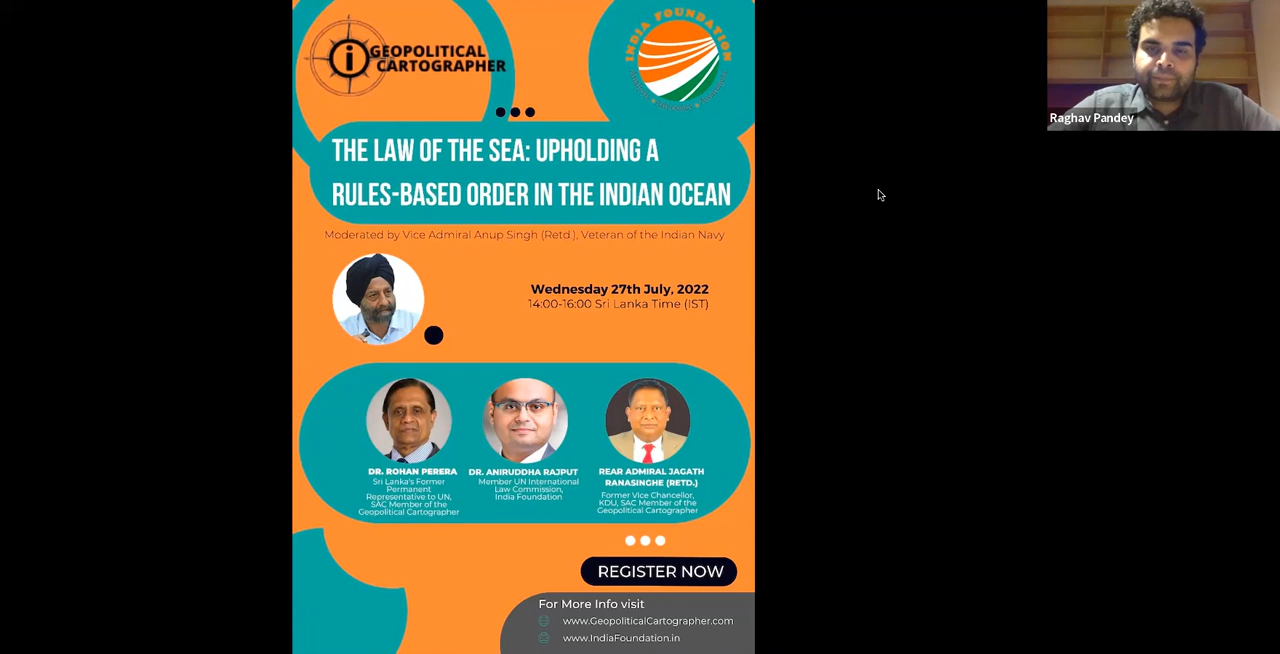 GEOPOLITICAL
CARTOGRAPHER
INDIA FOUNDATION
THE LAW OF THE SEA: UPHOLDING A
RULES-BASED ORDER IN THE INDIAN OCEAN
Moderated by Vice Admiral Anup Singh (Retd.), Veteran of the Indian Navy
Wednesday 27th July, 2022
14:00-16:00 Sri Lanka Time (IST)
DR. ROHAN PERERA
Sri Lanka's Former
Permanent
Representative to UN,
SAC Member of the
Geopolitical Cartographer
DR. ANIRUDDHA RAJPUT
Member UN International
Law Commission,
India Foundation
REAR ADMIRAL JAGATH
RANASINGHE (RETD.)
Former Vice Chancellor,
KDU, SAC Member of the
Geopolitical Cartographer
REGISTER NOW
For More Info visit
www.GeopoliticalCartographer.com
www.IndiaFoundation.in
Raghav Pandey